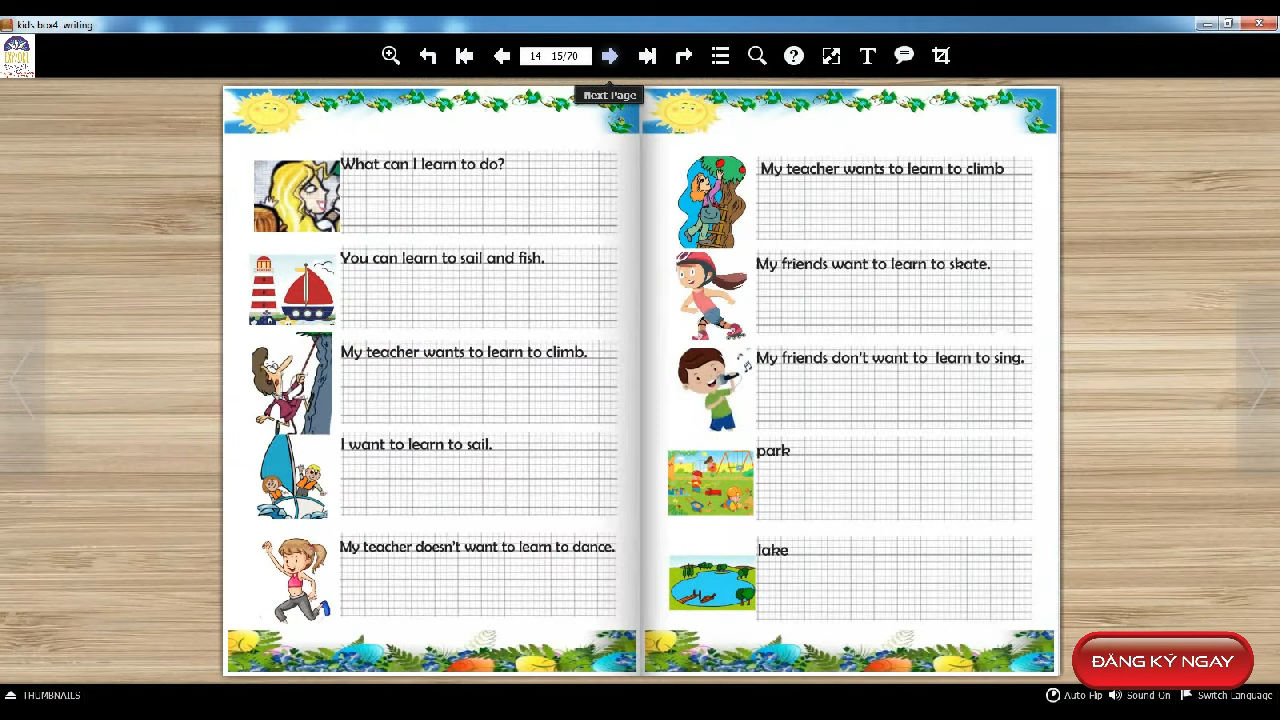 kids box4 writing
14 15/70
Next Page
What can I learn to do?
You can learn to sail and fish.
My teacher wants to learn to climb.
I want to learn to sail.
My teacher doesn't want to learn to dance.
My teacher wants to learn to climb
My friends want to learn to skate.
My friends don't want to learn to sing.
park
lake
ĐĂNG KÝ NGAY
THUMBNAILS
Auto Flip
Sound On
Switch Language